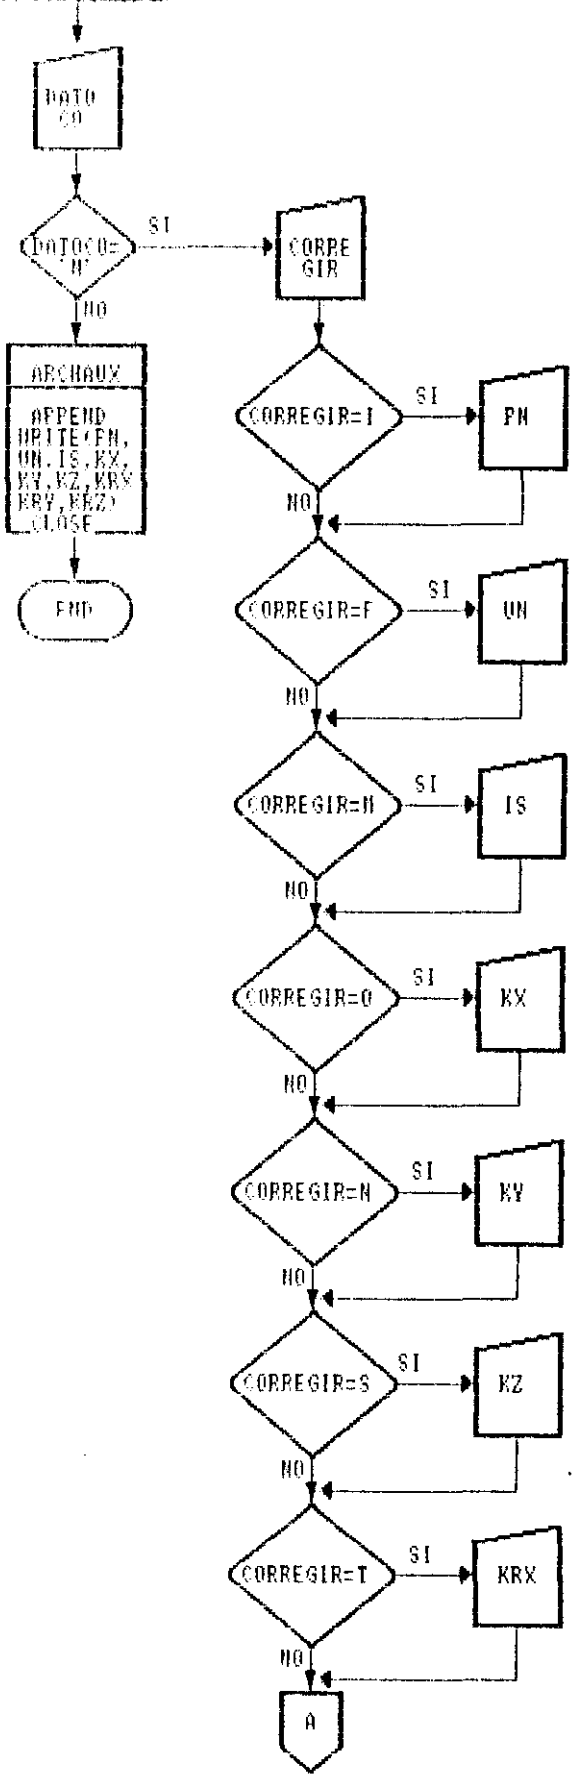 DATO
CO
DATOCO=
'N'
SI
NO
CORRE
GIR
ARCHAUX
APPEND
WRITE(FN,
UN,IS,KX,
KY,KZ,KRX
KRY,KRZ)
CLOSE
END
CORREGIR=I
SI
FN
NO
CORREGIR=F
SI
UN
NO
CORREGIR=M
SI
IS
NO
CORREGIR=O
SI
KX
NO
CORREGIR=N
SI
KY
NO
CORREGIR=S
SI
KZ
NO
CORREGIR=T
SI
KRX
NO
A